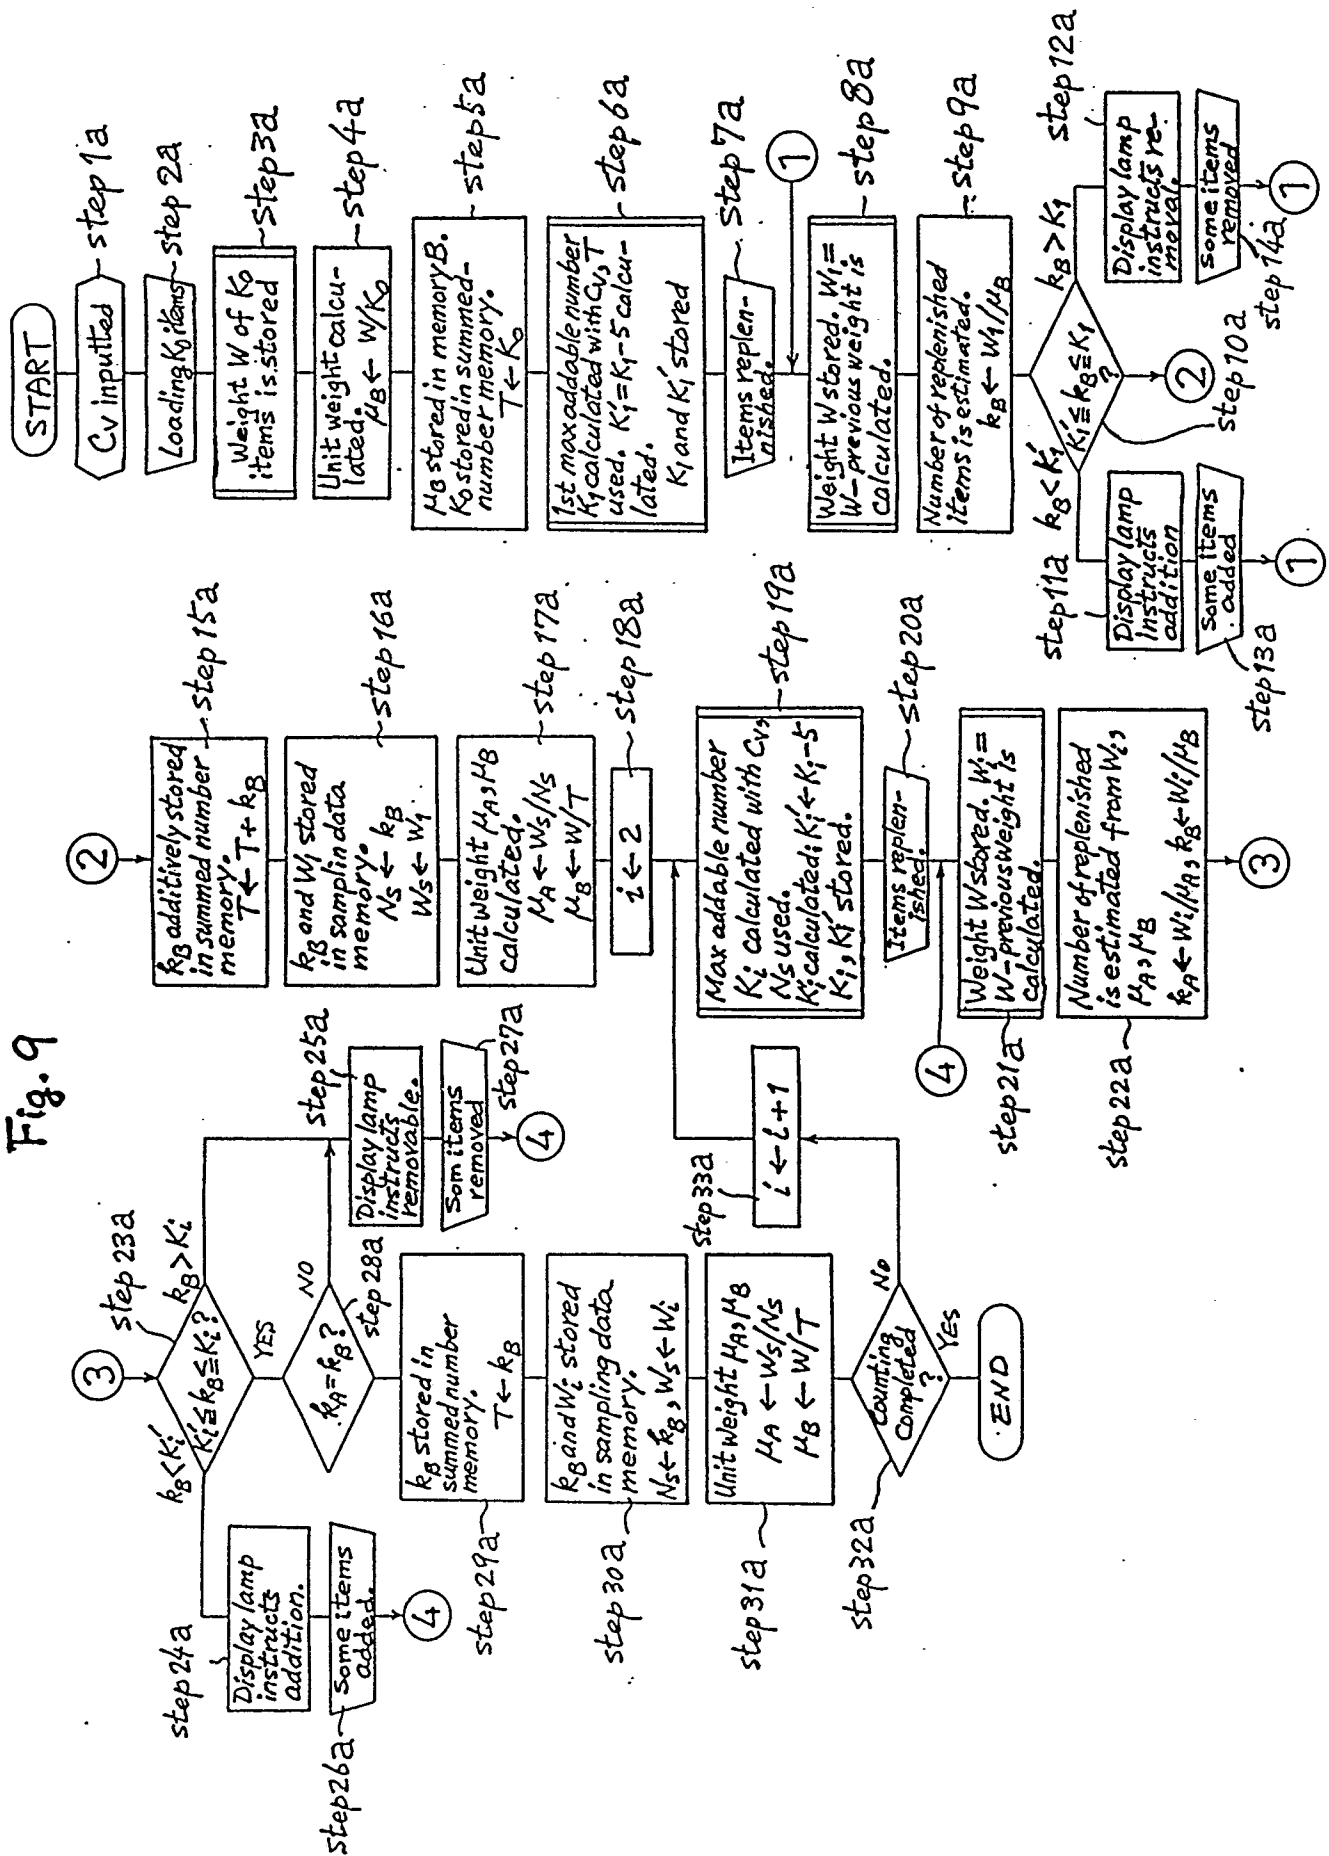 Fig. 9
START
Cv inputted
step 1a
Loading K₀ items
step 2a
Weight W of K₀
items is stored
step 3a
Unit weight calcu-
lated.
μB ← W/K₀
step 4a
μB stored in memory B.
K₀ stored in summed-
number memory.
T ← K₀
step 5a
1st max addable number
K₁ calculated with Cv, T
used. K₁' = K₁-5 calcu-
lated.
K₁ and K₁' stored
step 6a
Items replen-
nished.
step 7a
1
Weight W stored. W₁ =
W-previous weight is
calculated.
step 8a
Number of replenished
items is estimated.
kB ← W₁/μB
step 9a
K₁' ≦ kB ≦ K₁
?
step 10a
kB < K₁'
kB > K₁
step 11a
Display lamp
instructs
addition
Some items
added.
step 13a
1
step 12a
Display lamp
instructs re-
moval.
some items
removed
step 14a
1
2
2
kB additively stored
in summed number
memory.
T ← T + kB
step 15a
kB and W₁ stored
in samplin data
memory.
Ns ← kB
Ws ← W₁
step 16a
Unit weight μA, μB
calculated.
μA ← Ws/Ns
μB ← W/T
step 17a
i ← 2
step 18a
Max addable number
Ki calculated with Cv,
Ns used.
Ki' calculated: Ki' ← Ki-5
Ki, Ki' stored.
step 19a
Items replen-
ished.
step 20a
4
Weight W stored. Wi =
W-previous weight is
calculated.
step 21a
Number of replenished
is estimated from Wi,
μA, μB
kA ← Wi/μA, kB ← Wi/μB
step 22a
3
3
Ki' ≦ kB ≦ Ki?
step 23a
kB < Ki'
kB > Ki
YES
step 24a
Display lamp
instructs
addition.
Some items
added.
step 26a
4
step 25a
Display lamp
instructs
removable.
Som items
removed
step 27a
4
kA = kB?
NO
step 28a
kB stored in
summed number
memory.
T ← kB
step 29a
kB and Wi stored
in sampling data
memory.
Ns ← kB, Ws ← Wi
step 30a
Unit Weight μA, μB
μA ← Ws/Ns
μB ← W/T
step 31a
Counting
completed
?
step 32a
No
YES
i ← i+1
step 33a
END